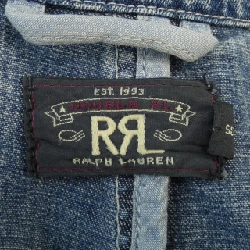 EST. 1993
DOUBLE RL
RRL
RALPH LAUREN